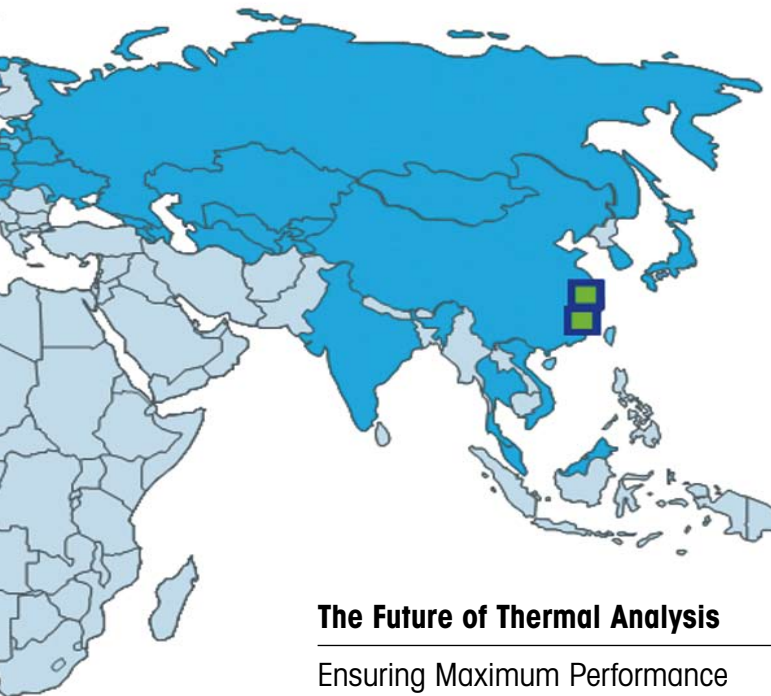 The Future of Thermal Analysis
Ensuring Maximum Performance